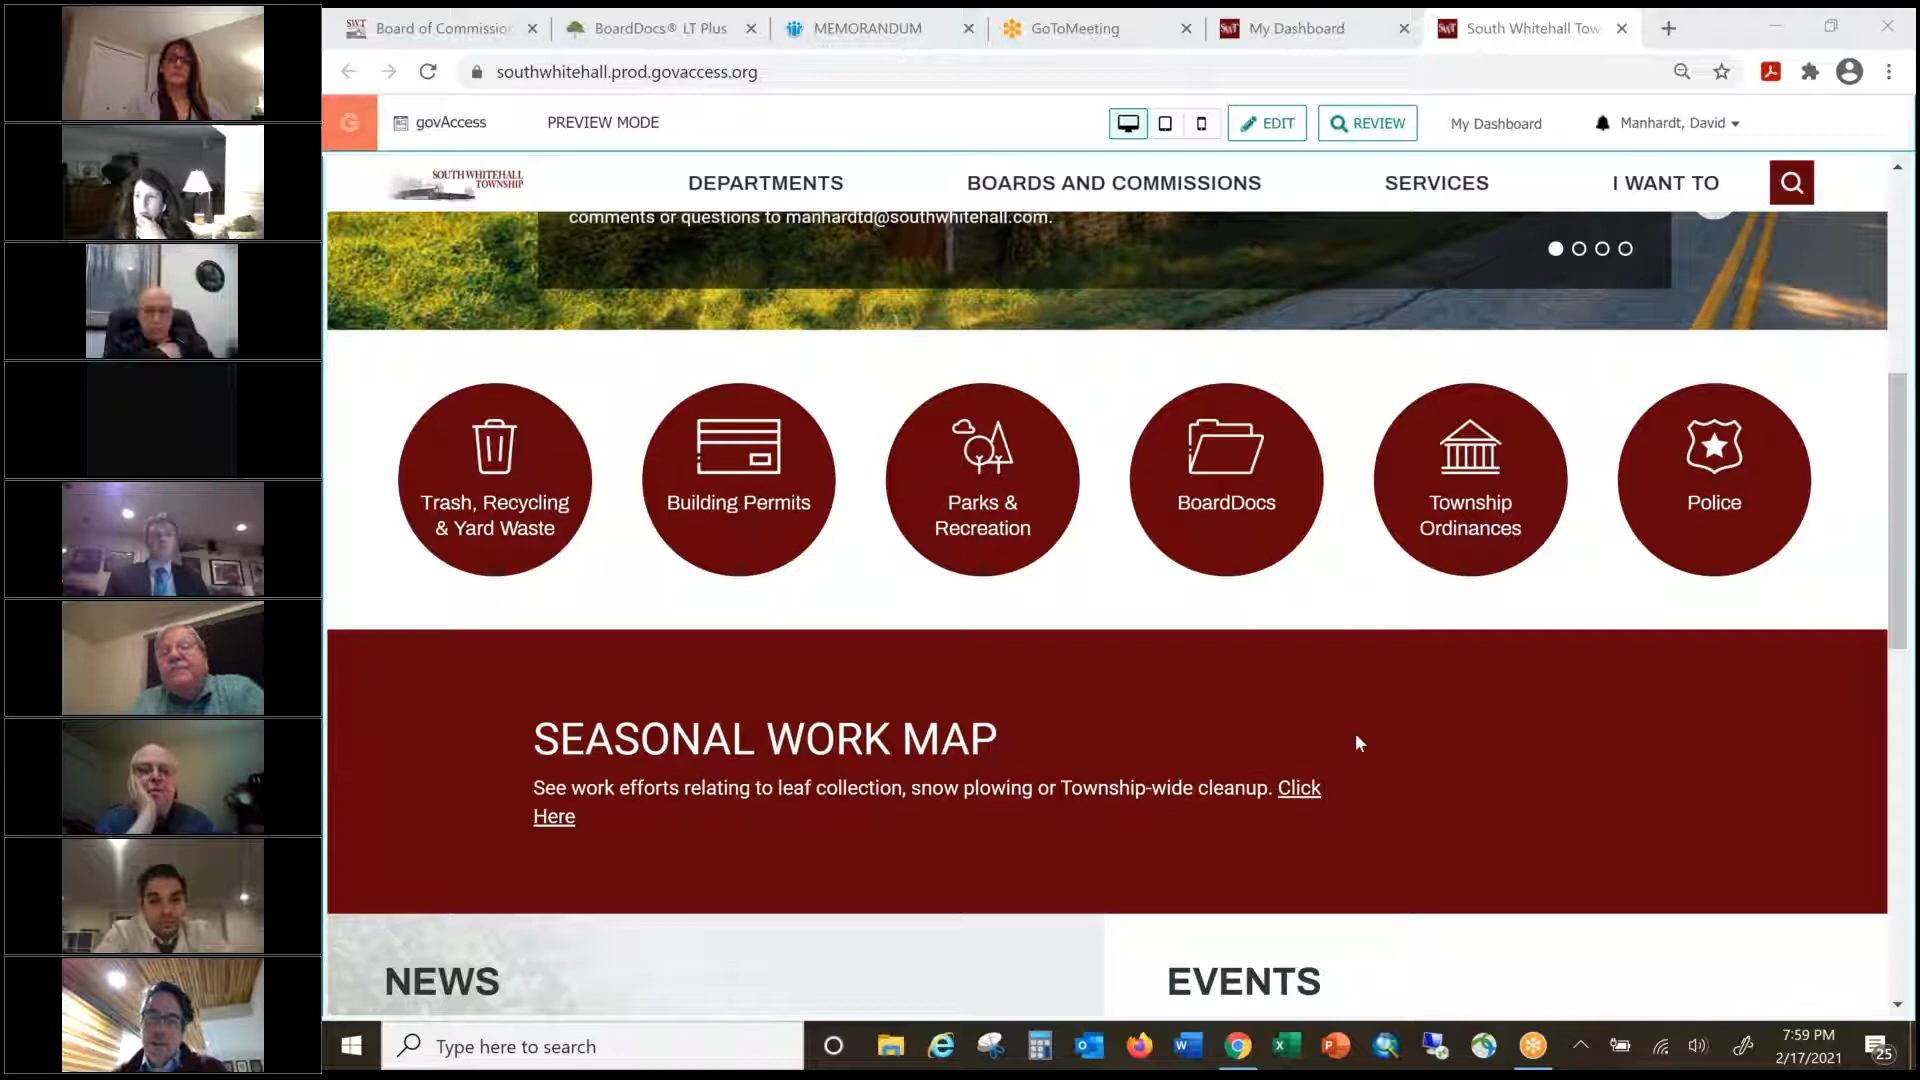 Board of Commissio
BoardDocs® LT Plus
MEMORANDUM
GoToMeeting
My Dashboard
South Whitehall Tow
southwhitehall.prod.govaccess.org
G
govAccess
PREVIEW MODE
EDIT
REVIEW
My Dashboard
Manhardt, David
SOUTH WHITEHALL
TOWNSHIP
DEPARTMENTS
BOARDS AND COMMISSIONS
SERVICES
I WANT TO
comments or questions to manhardtd@southwhitehall.com.
Trash, Recycling
& Yard Waste
Building Permits
Parks &
Recreation
BoardDocs
Township
Ordinances
Police
SEASONAL WORK MAP
See work efforts relating to leaf collection, snow plowing or Township-wide cleanup. Click
Here
NEWS
EVENTS
Type here to search
7:59 PM
2/17/2021
25